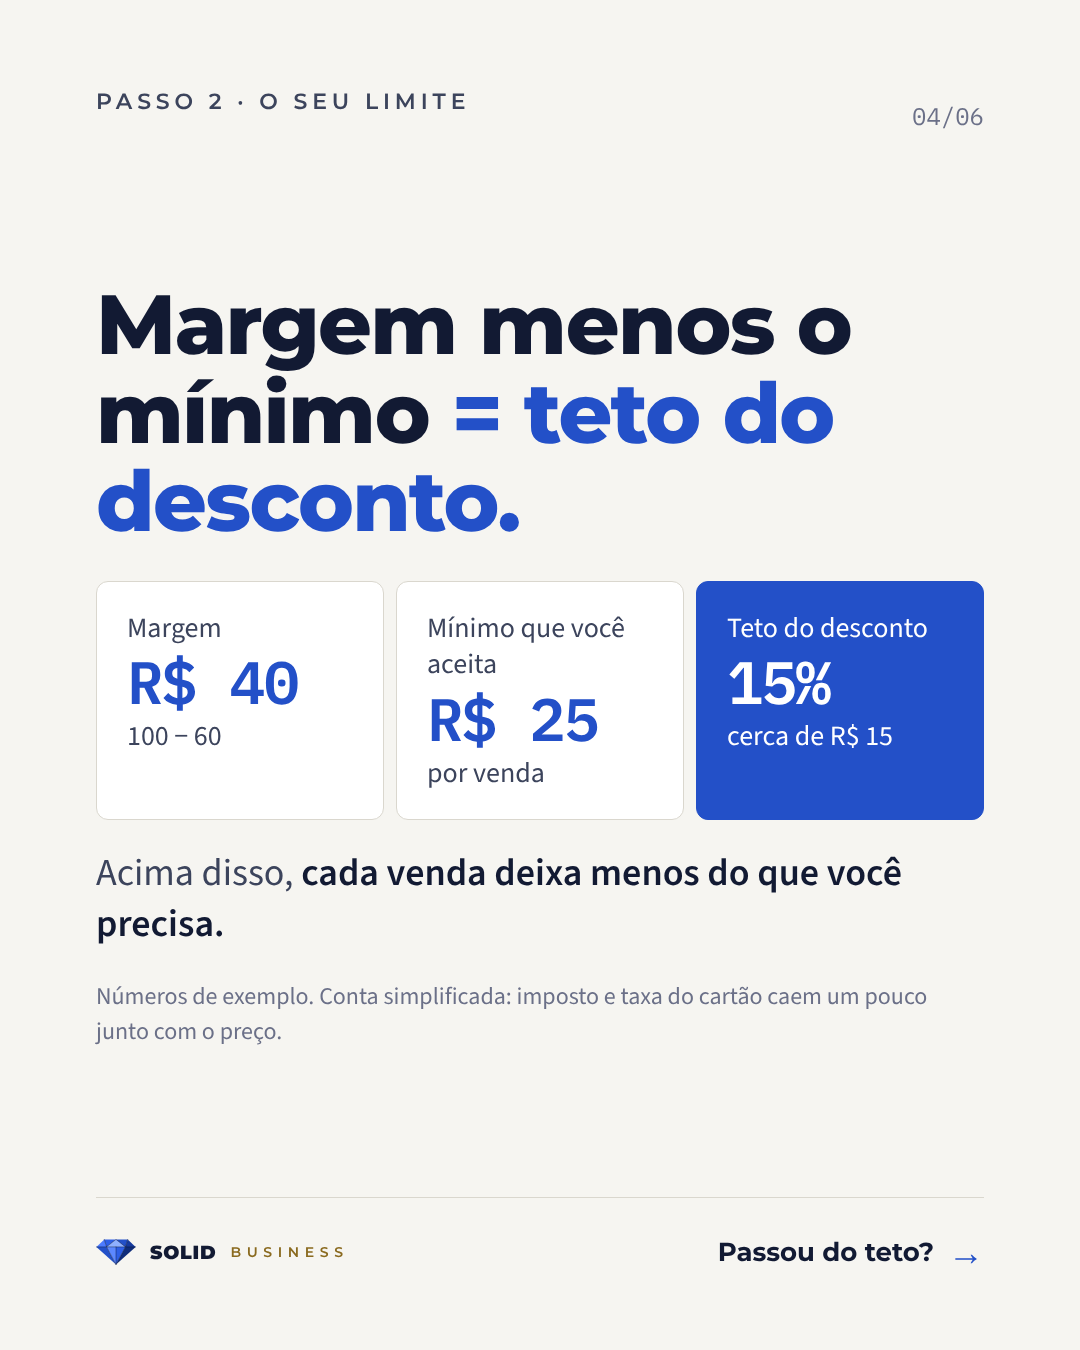 PASSO 2 · O SEU LIMITE
04/06
Margem menos o
mínimo = teto do
desconto.
Margem
R$ 40
100 − 60
Mínimo que você
aceita
R$ 25
por venda
Teto do desconto
15%
cerca de R$ 15
Acima disso, cada venda deixa menos do que você
precisa.
Números de exemplo. Conta simplificada: imposto e taxa do cartão caem um pouco
junto com o preço.
SOLID BUSINESS
Passou do teto? →